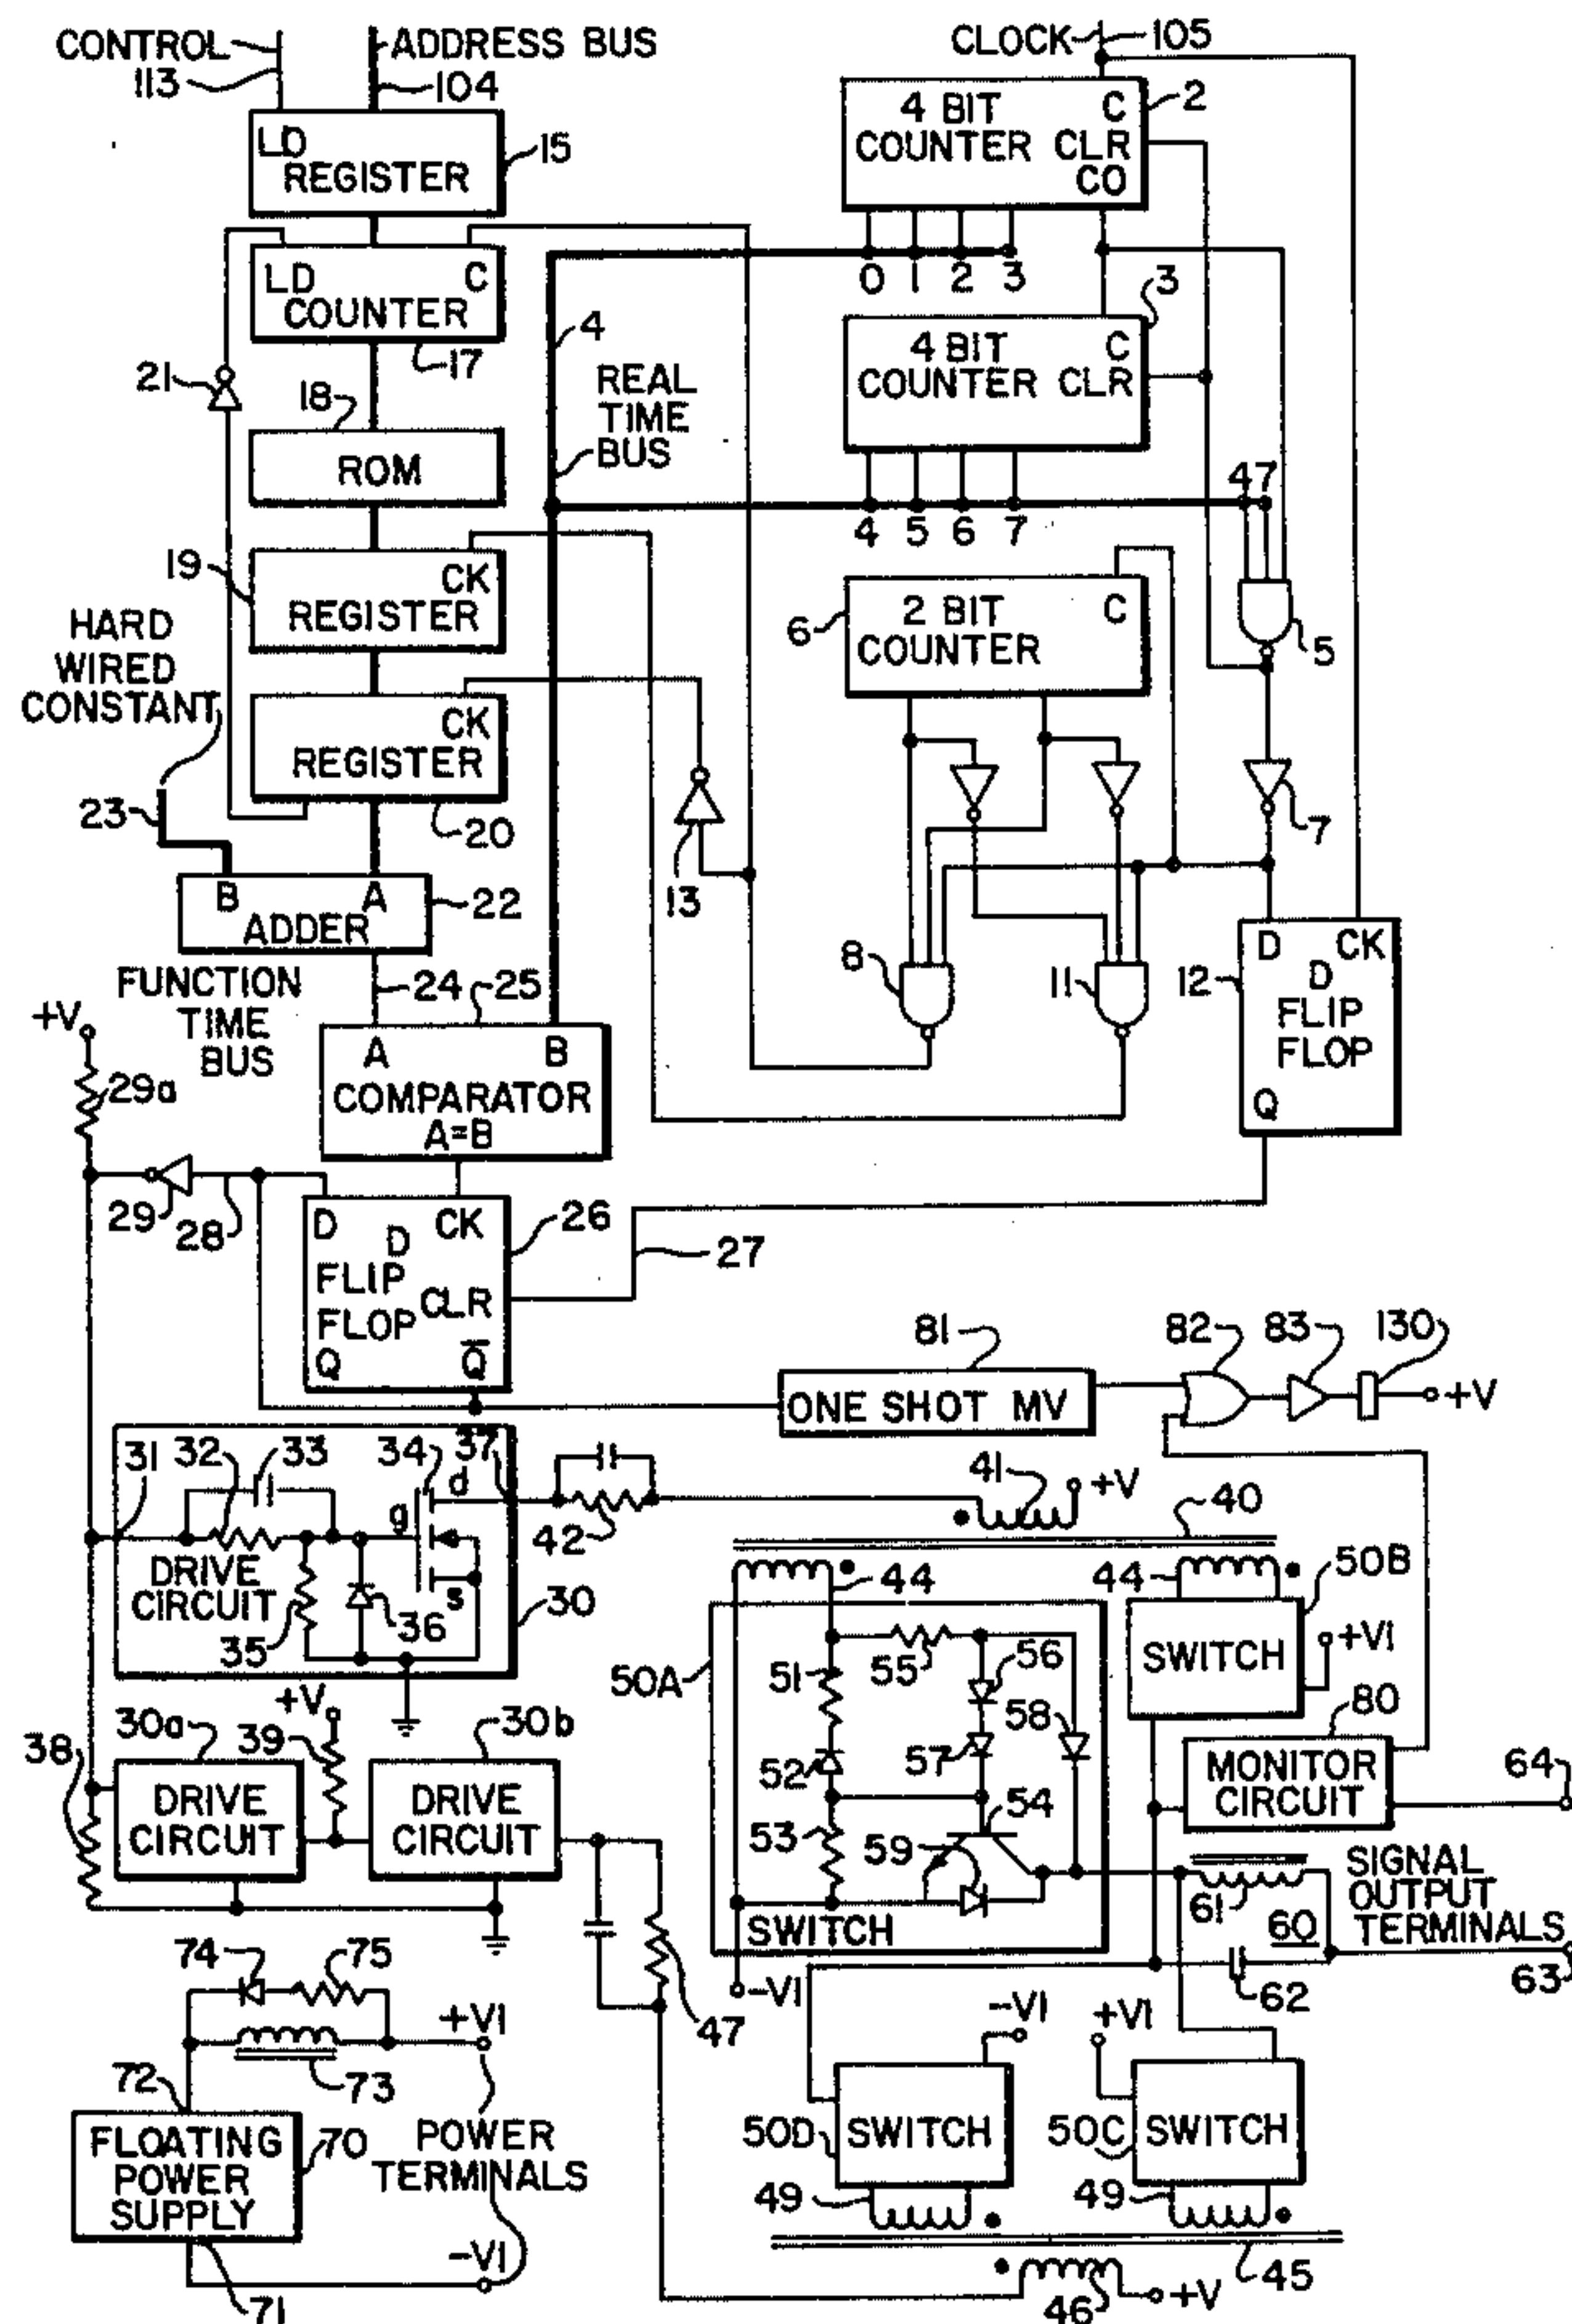 CONTROL
113
ADDRESS BUS
104
CLOCK
105
LD
REGISTER
15
4 BIT
COUNTER
C
CLR
CO
2
LD
C
COUNTER
17
0
1
2
3
4
REAL
TIME
BUS
4 BIT
COUNTER
C
CLR
3
21
18
ROM
4
5
6
7
47
5
19
CK
REGISTER
6
2 BIT
COUNTER
C
HARD
WIRED
CONSTANT
CK
REGISTER
20
23
13
7
B
A
ADDER
22
8
11
12
D
CK
D
FLIP
FLOP
Q
FUNCTION
TIME
BUS
24
25
+V
29a
A
B
COMPARATOR
A=B
29
28
D
CK
D
FLIP
FLOP
CLR
Q
Q̅
26
27
81
ONE SHOT MV
82
83
130
+V
31
32
33
34
37
g
d
s
DRIVE
CIRCUIT
35
36
30
42
41
+V
40
44
44
50B
SWITCH
+V1
50A
51
55
56
58
52
57
54
53
59
SWITCH
-V1
80
MONITOR
CIRCUIT
64
38
30a
39
+V
30b
DRIVE
CIRCUIT
DRIVE
CIRCUIT
61
60
62
SIGNAL
OUTPUT
TERMINALS
63
74
75
+V1
47
73
72
FLOATING
POWER
SUPPLY
70
71
POWER
TERMINALS
-V1
-V1
+V1
50D
SWITCH
50C
SWITCH
49
49
45
46
+V